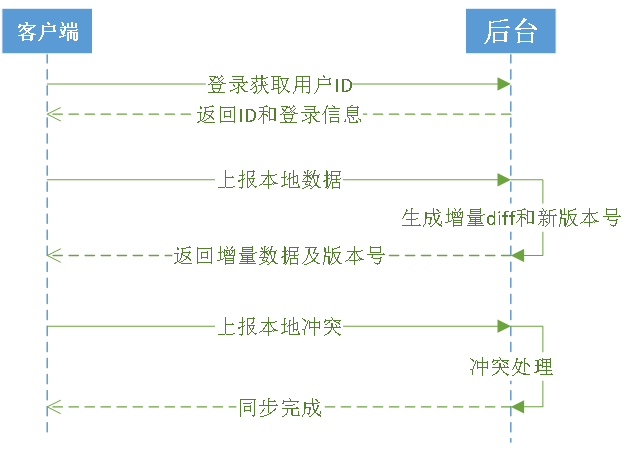 客户端
后台
登录获取用户ID
返回ID和登录信息
上报本地数据
生成增量diff和新版本号
返回增量数据及版本号
上报本地冲突
冲突处理
同步完成